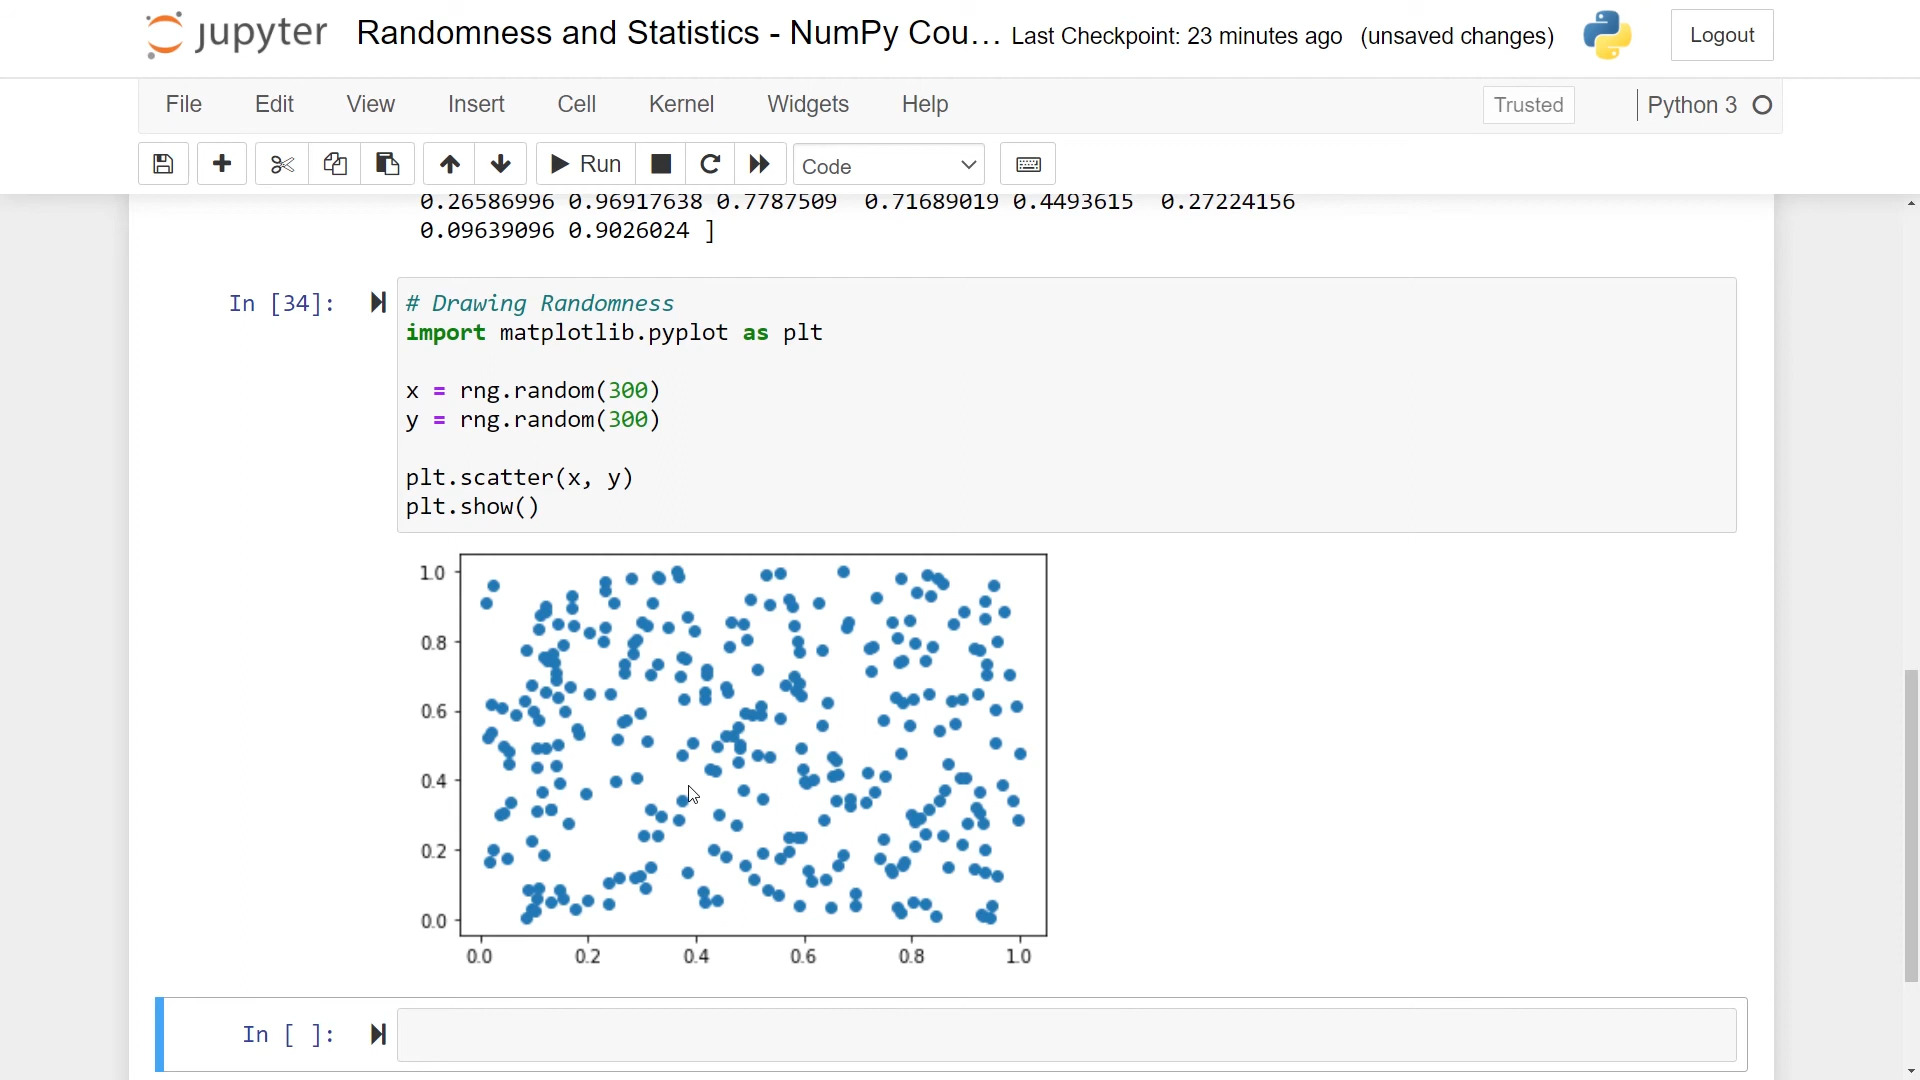 jupyter Randomness and Statistics - NumPy Cou... Last Checkpoint: 23 minutes ago (unsaved changes) Logout
File Edit View Insert Cell Kernel Widgets Help Trusted Python 3
Run Code
0.26586996 0.96917638 0.7787509 0.71689019 0.4493615 0.27224156
0.09639096 0.9026024 ]
In [34]: # Drawing Randomness
import matplotlib.pyplot as plt
x = rng.random(300)
y = rng.random(300)
plt.scatter(x, y)
plt.show()
1.0
0.8
0.6
0.4
0.2
0.0
0.0 0.2 0.4 0.6 0.8 1.0
In [ ]: